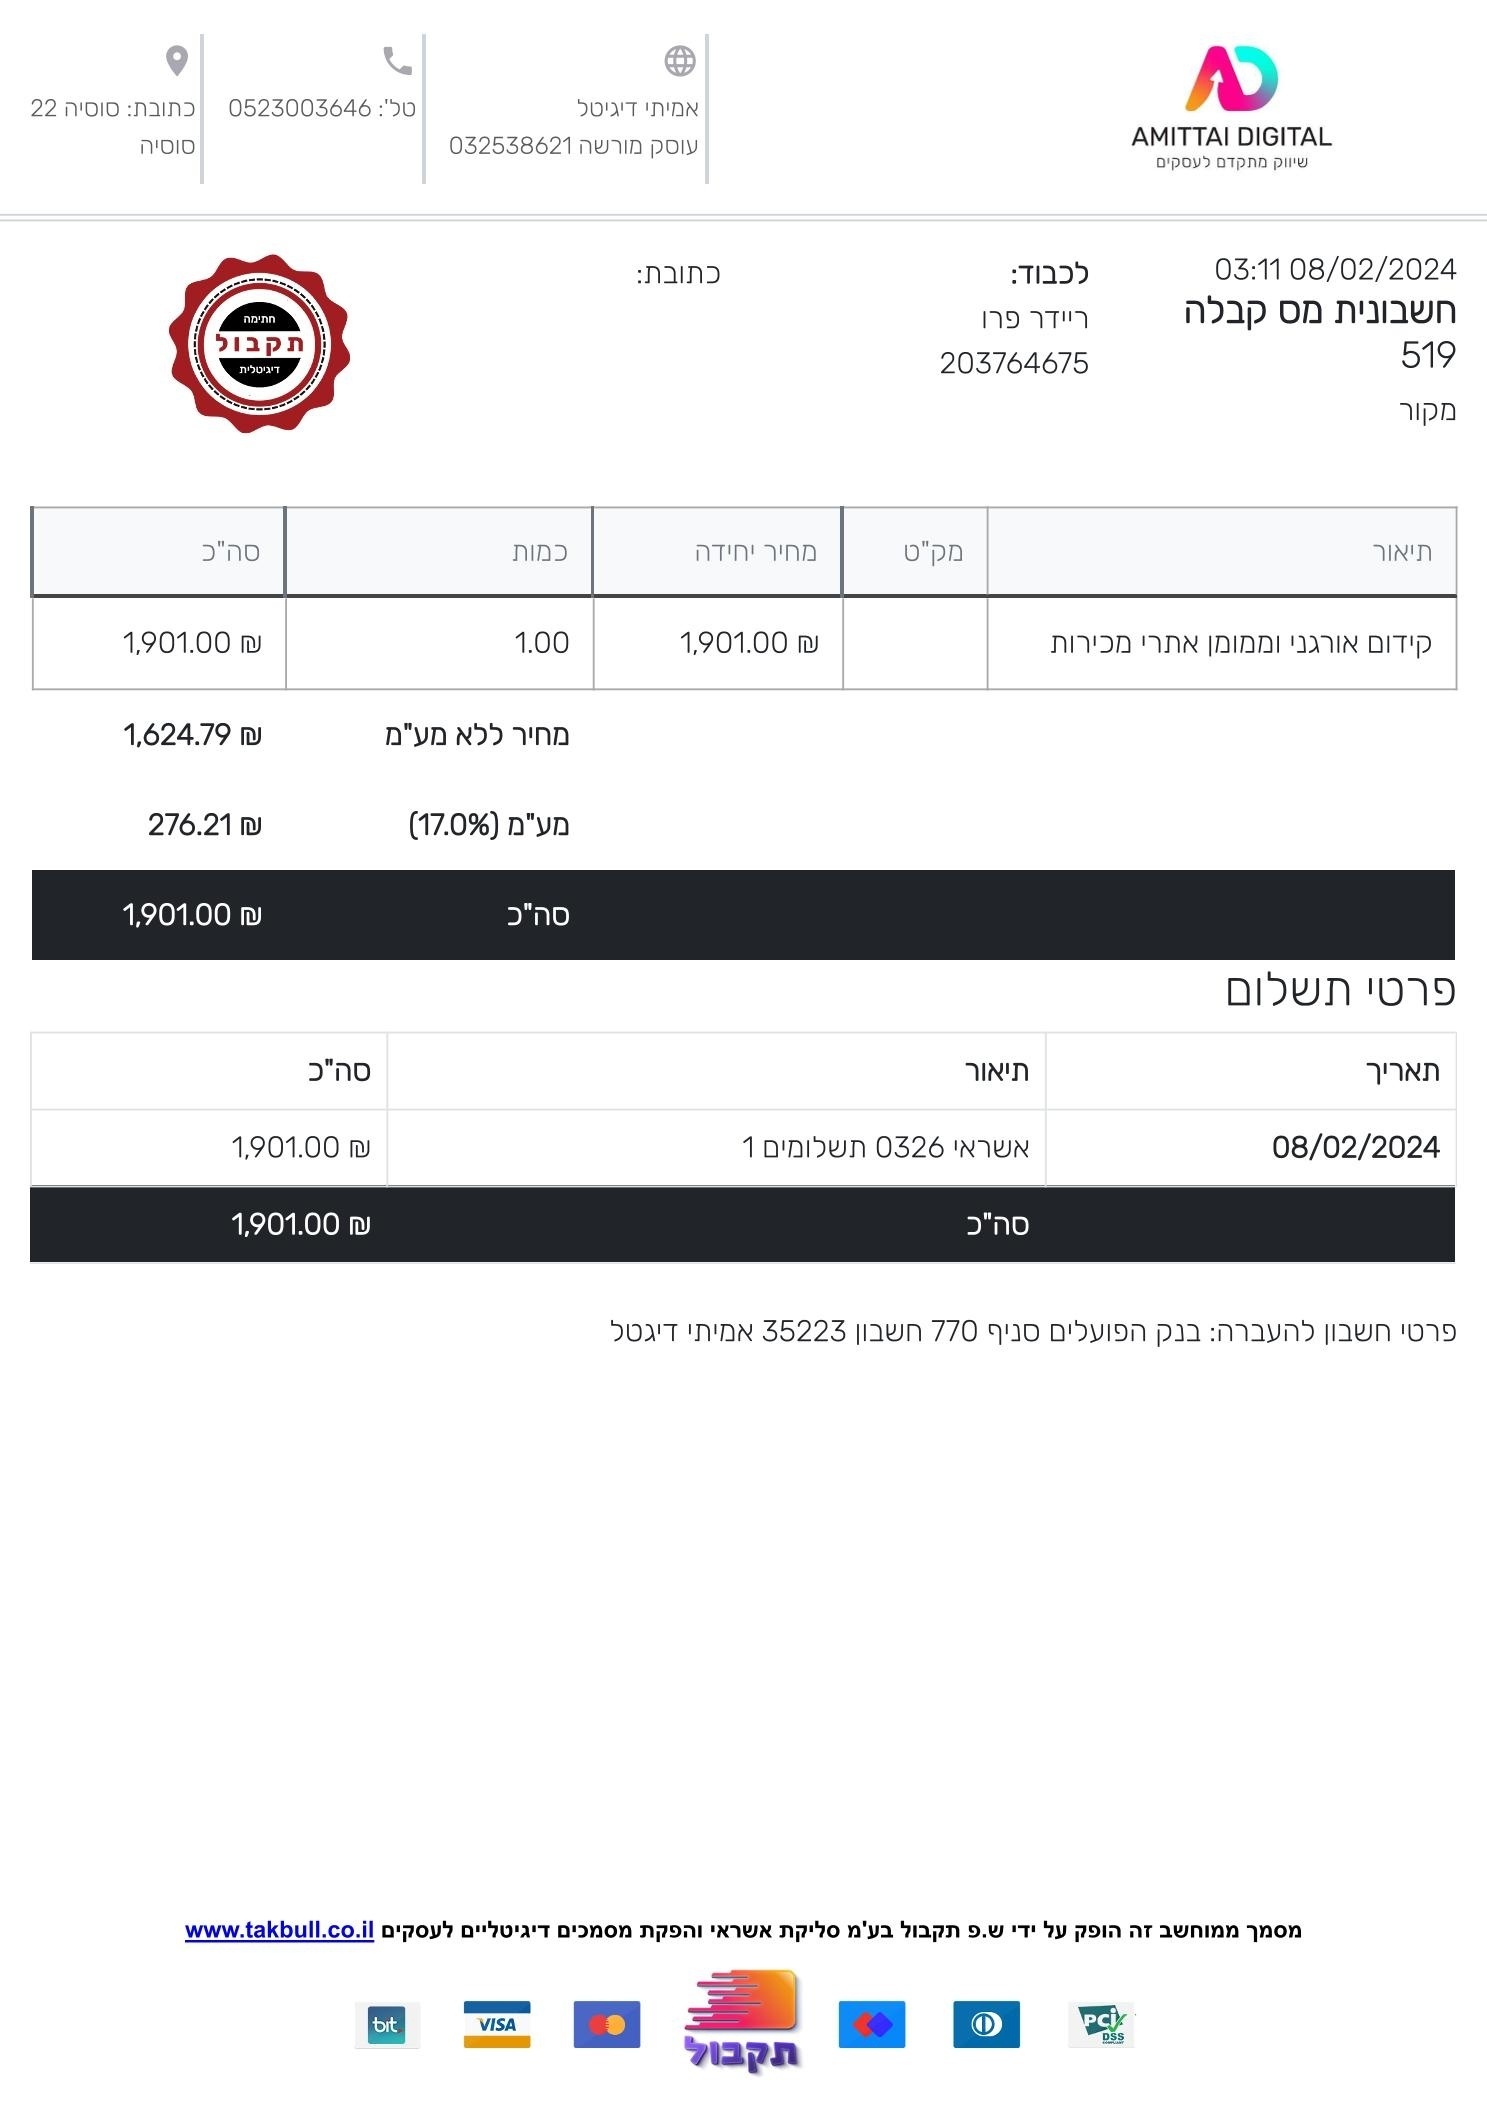 AMITTAI DIGITAL
שיווק מתקדם לעסקים
אמיתי דיגיטל
עוסק מורשה 032538621
טל': 0523003646
כתובת: סוסיה 22
סוסיה
08/02/2024 03:11
חשבונית מס קבלה
519
מקור
לכבוד:
ריידר פרו
203764675
כתובת:
חתימה
תקבול
דיגיטלית
תיאור מק"ט מחיר יחידה כמות סה"כ
קידום אורגני וממומן אתרי מכירות ₪ 1,901.00 1.00 ₪ 1,901.00
מחיר ללא מע"מ ₪ 1,624.79
מע"מ (17.0%) ₪ 276.21
סה"כ ₪ 1,901.00
פרטי תשלום
תאריך תיאור סה"כ
08/02/2024 אשראי 0326 תשלומים 1 ₪ 1,901.00
סה"כ ₪ 1,901.00
פרטי חשבון להעברה: בנק הפועלים סניף 770 חשבון 35223 אמיתי דיגטל
מסמך ממוחשב זה הופק על ידי ש.פ תקבול בע'מ סליקת אשראי והפקת מסמכים דיגיטליים לעסקים www.takbull.co.il
PCI DSS COMPLIANT
תקבול
VISA
bit